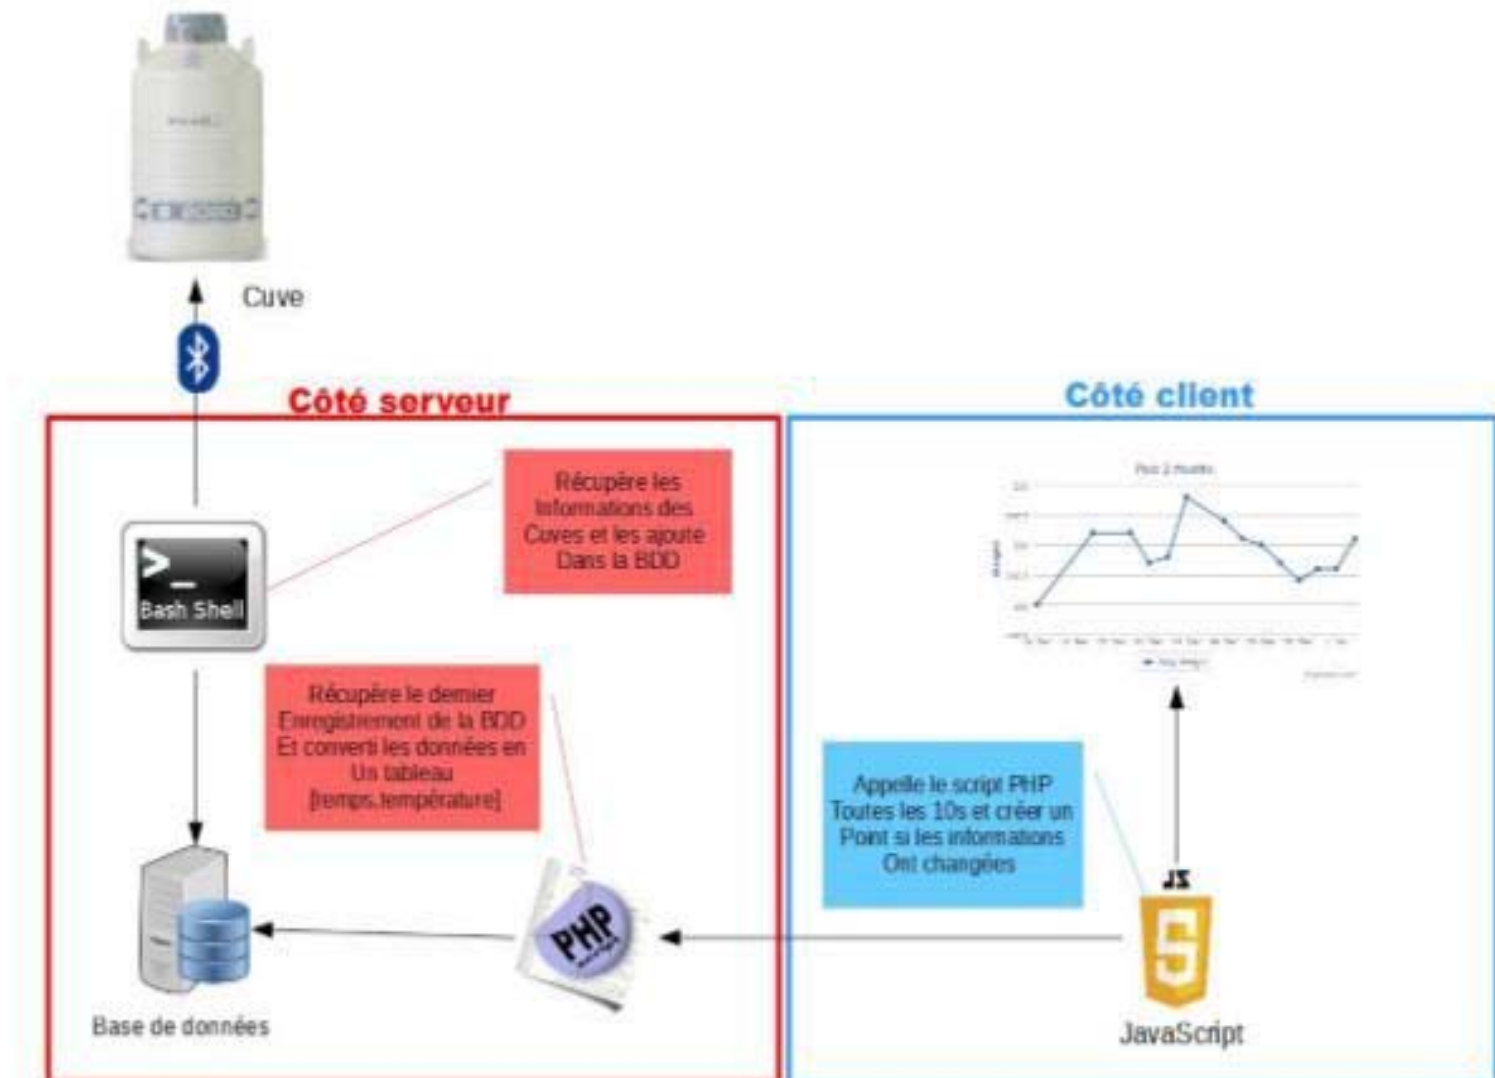 Cuve
Côté serveur
Côté client
Récupère les
Informations des
Cuves et les ajouté
Dans la BDD
>_
Bash Shell
Récupère le dernier
Enregistrement de la BDD
Et converti les données en
Un tableau
[temps,température]
Appelle le script PHP
Toutes les 10s et créer un
Point si les informations
Ont changées
JS
PHP
Base de données
JavaScript